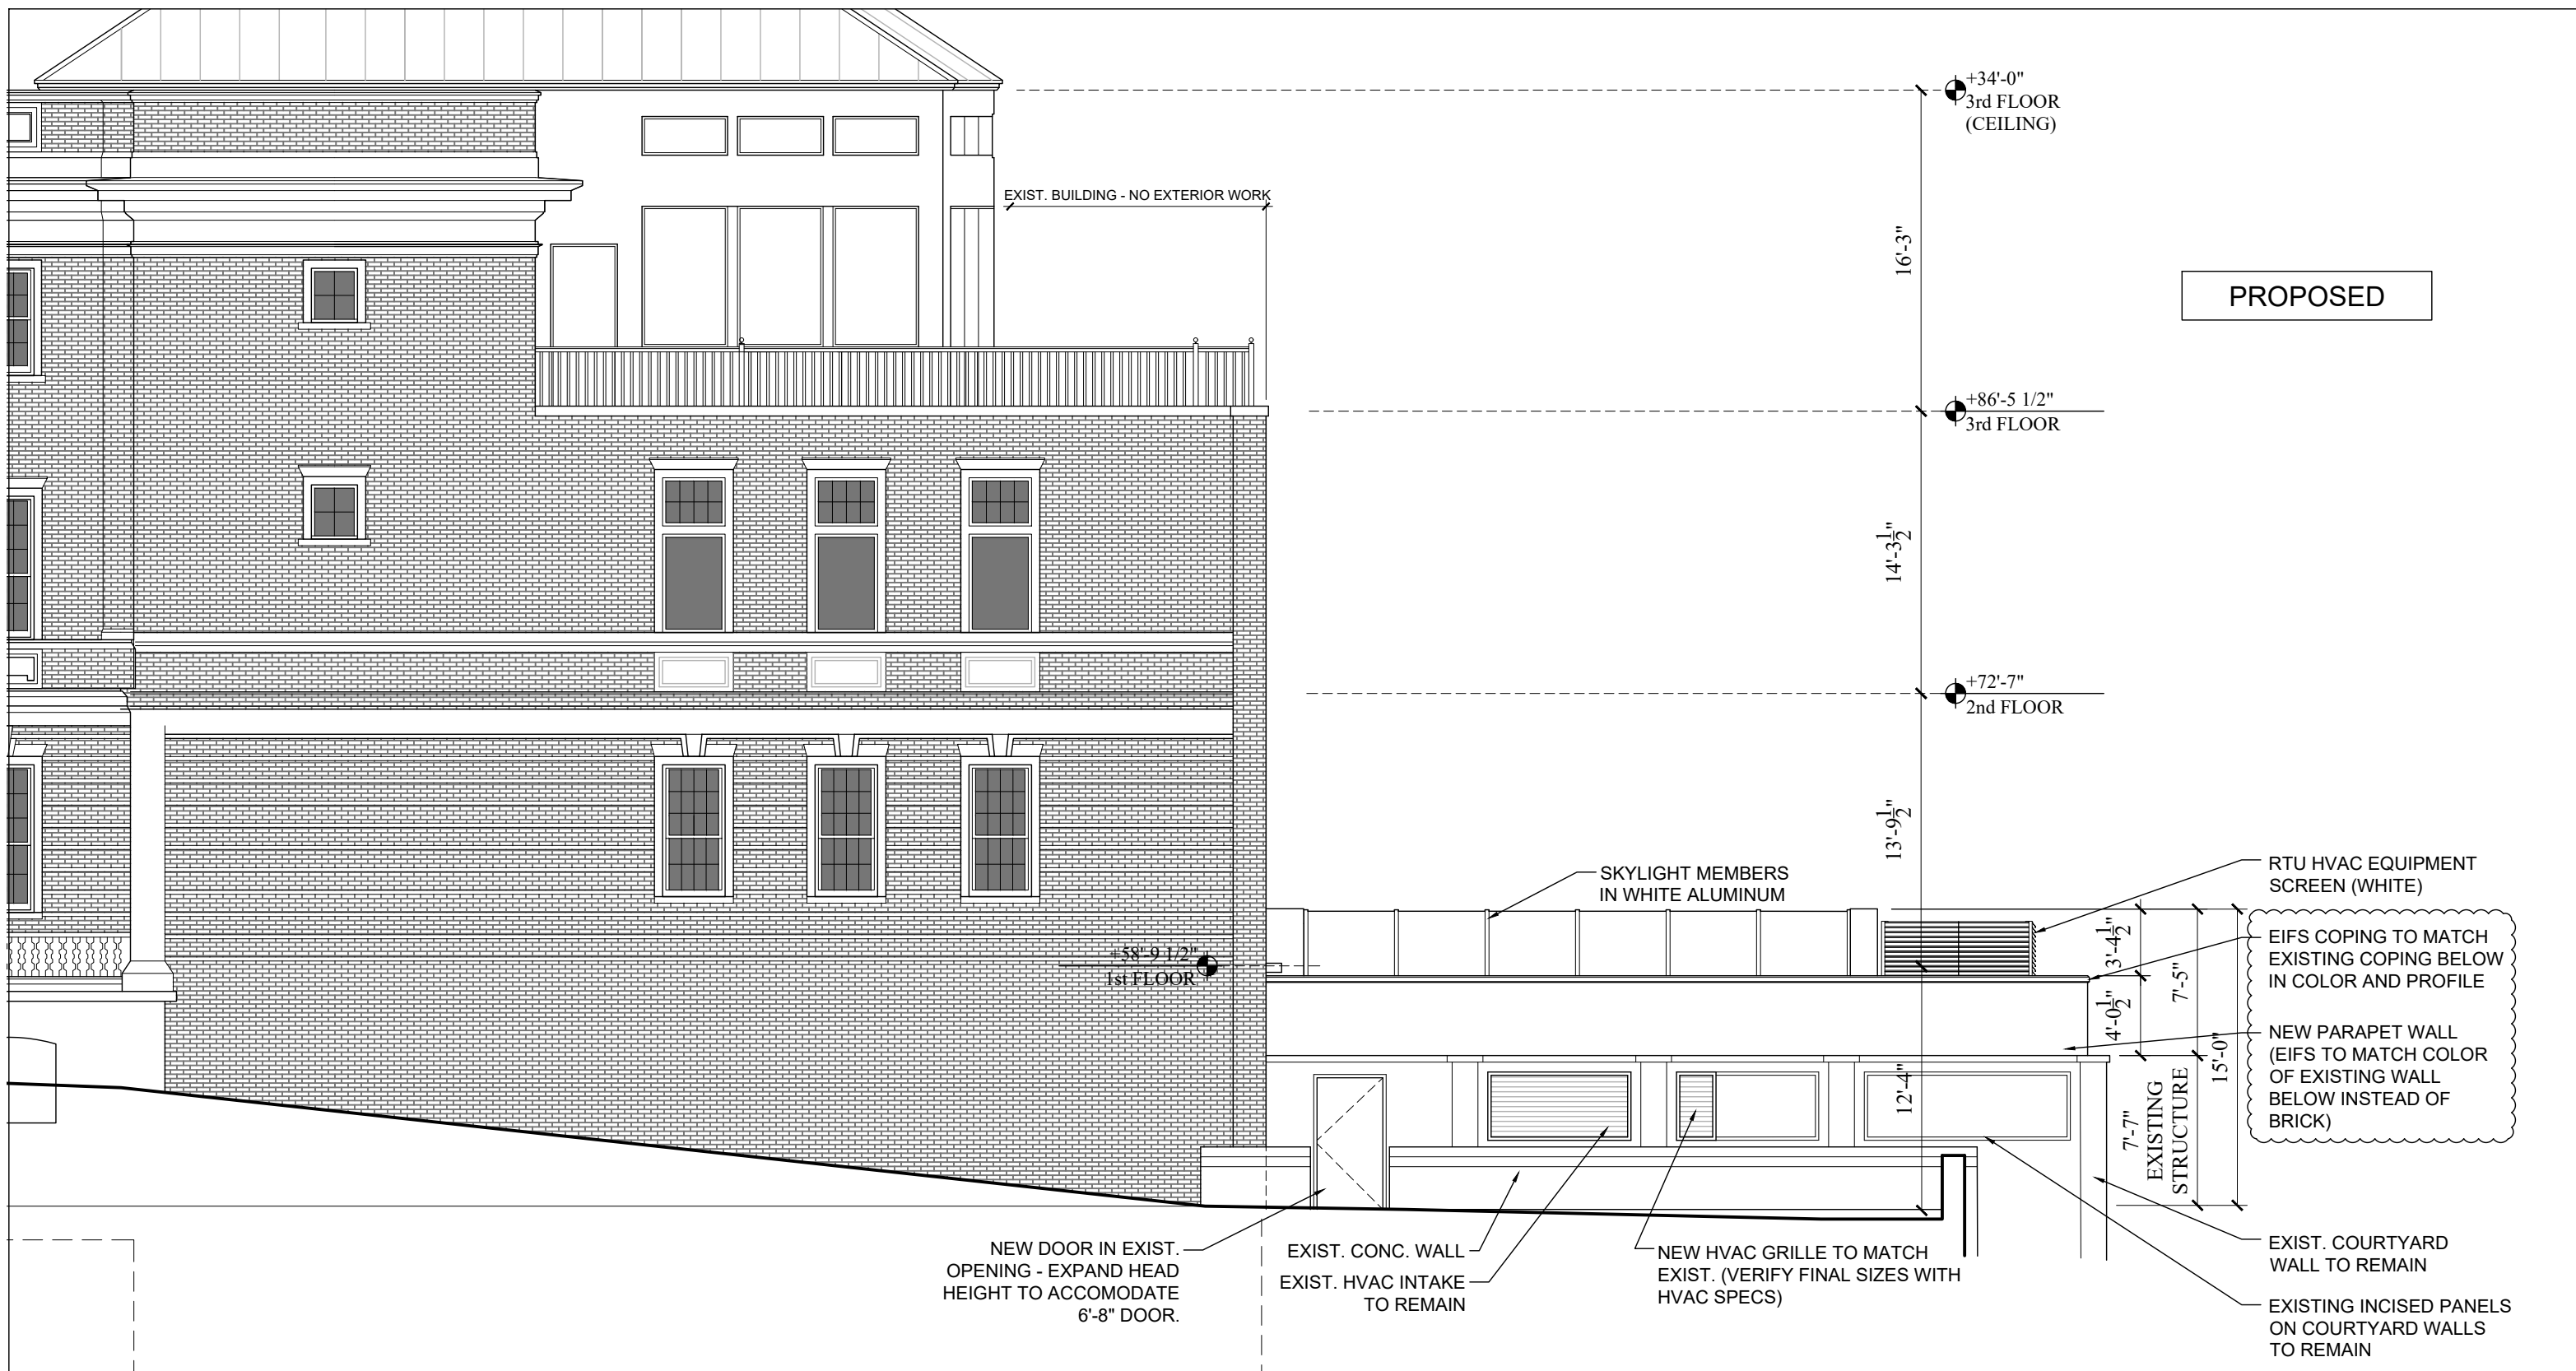 +34'-0"
3rd FLOOR
(CEILING)
EXIST. BUILDING - NO EXTERIOR WORK
16'-3"
PROPOSED
+86'-5 1/2"
3rd FLOOR
14'-3 1/2"
+72'-7"
2nd FLOOR
13'-9 1/2"
SKYLIGHT MEMBERS
IN WHITE ALUMINUM
RTU HVAC EQUIPMENT
SCREEN (WHITE)
+58'-9 1/2"
1st FLOOR
3'-4 1/2"
7'-5"
4'-0 1/2"
15'-0"
EIFS COPING TO MATCH
EXISTING COPING BELOW
IN COLOR AND PROFILE
NEW PARAPET WALL
(EIFS TO MATCH COLOR
OF EXISTING WALL
BELOW INSTEAD OF
BRICK)
12'-4"
7'-7"
EXISTING
STRUCTURE
NEW DOOR IN EXIST.
OPENING - EXPAND HEAD
HEIGHT TO ACCOMODATE
6'-8" DOOR.
EXIST. CONC. WALL
EXIST. HVAC INTAKE
TO REMAIN
NEW HVAC GRILLE TO MATCH
EXIST. (VERIFY FINAL SIZES WITH
HVAC SPECS)
EXIST. COURTYARD
WALL TO REMAIN
EXISTING INCISED PANELS
ON COURTYARD WALLS
TO REMAIN